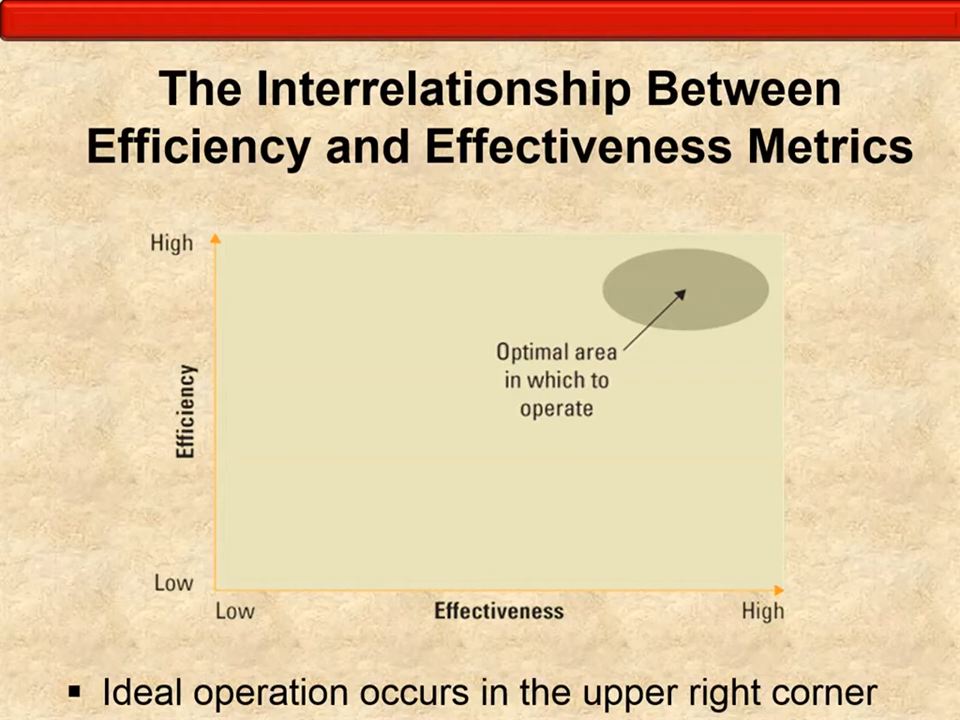 The Interrelationship Between
Efficiency and Effectiveness Metrics
High
Optimal area
in which to
operate
Efficiency
Low
Low
Effectiveness
High
▪ Ideal operation occurs in the upper right corner